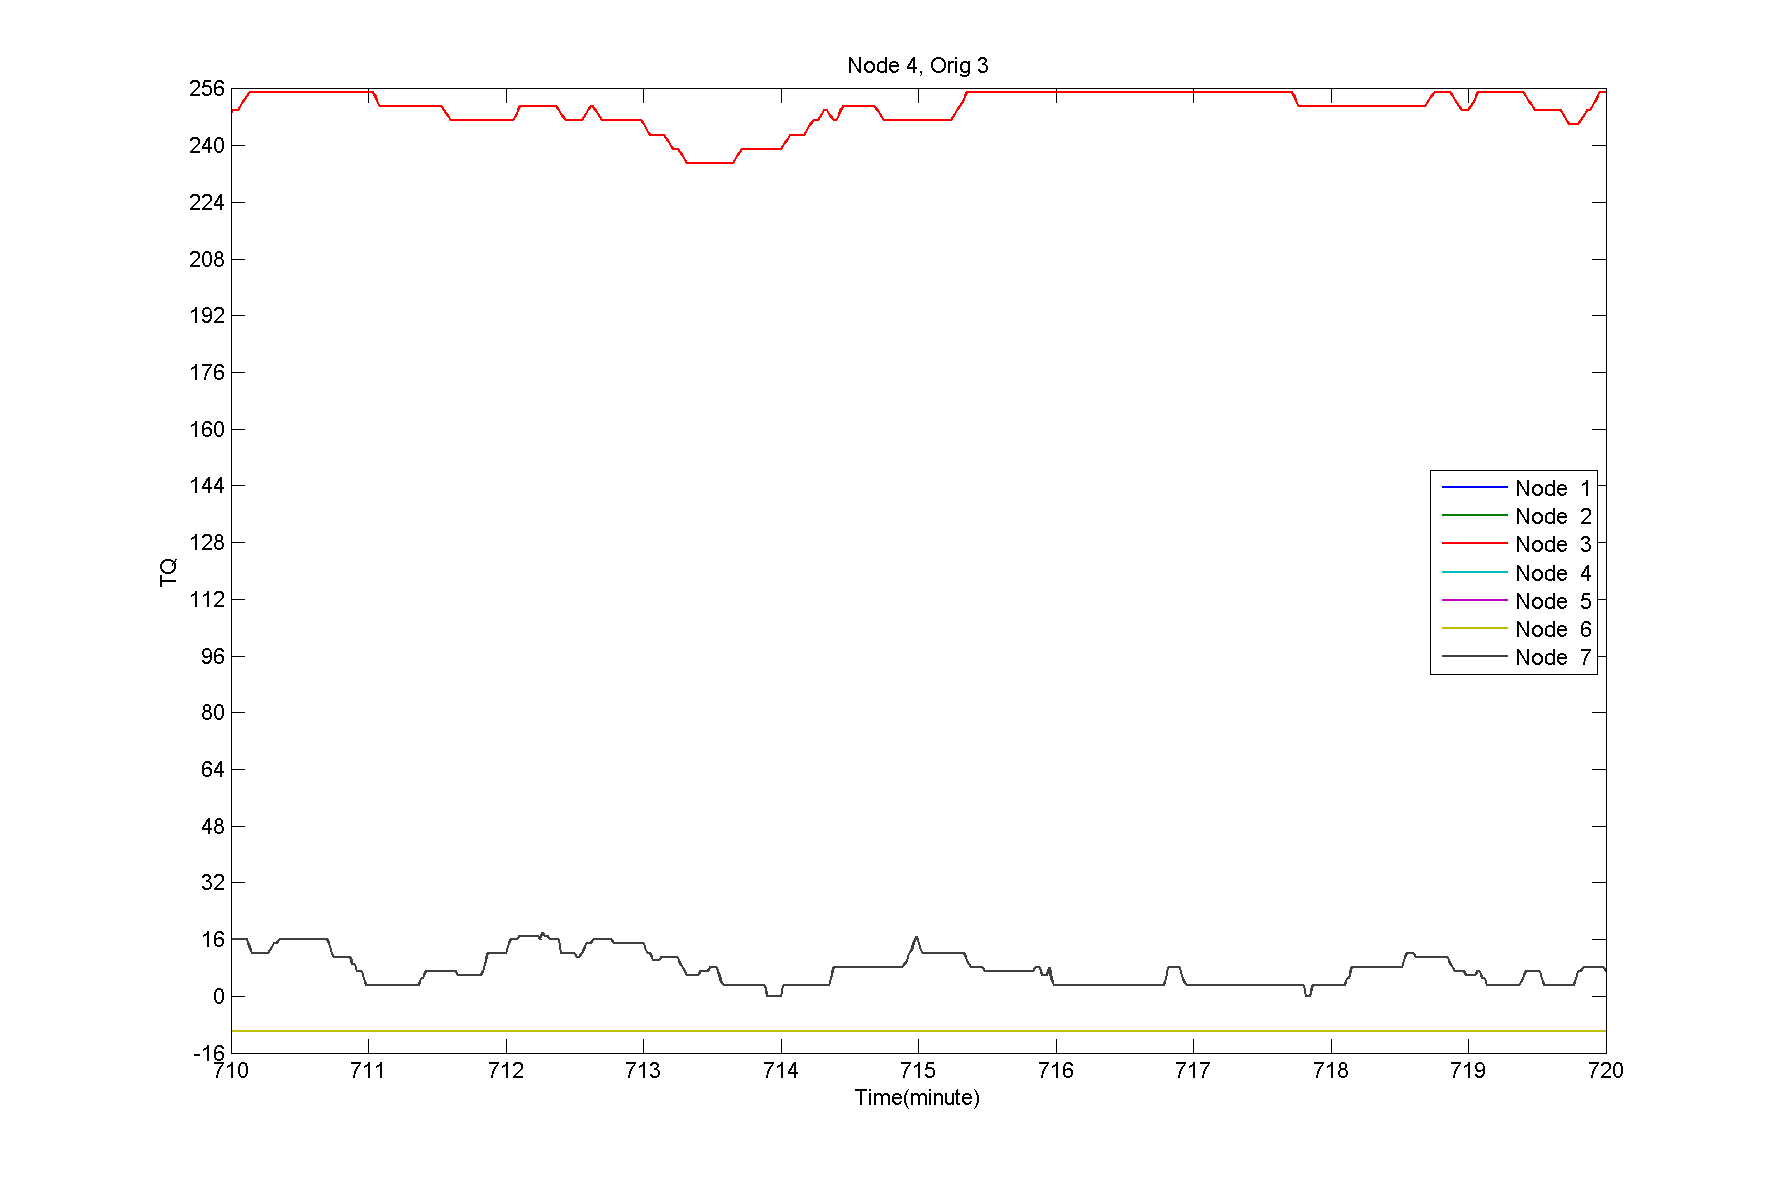 Node 4, Orig 3
256
240
224
208
192
176
160
144
128
112
96
80
64
48
32
16
0
-16
TQ
Node 1
Node 2
Node 3
Node 4
Node 5
Node 6
Node 7
710 711 712 713 714 715 716 717 718 719 720
Time(minute)